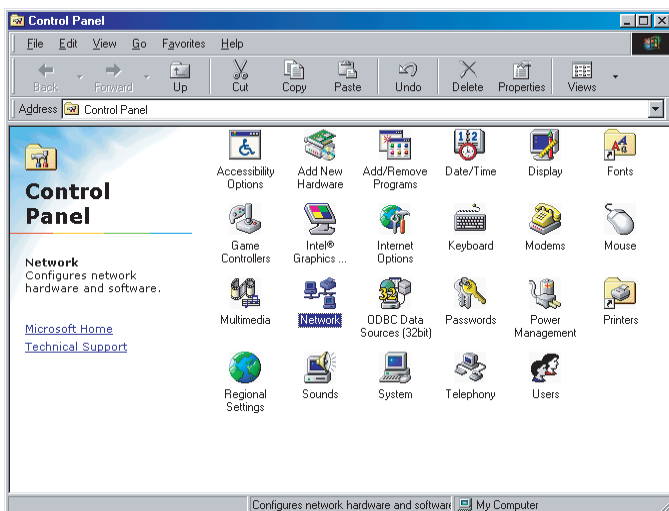 Control Panel
File Edit View Go Favorites Help
Back Forward Up Cut Copy Paste Undo Delete Properties Views
Address Control Panel
Control
Panel
Network
Configures network
hardware and software.
Microsoft Home
Technical Support
Accessibility
Options
Add New
Hardware
Add/Remove
Programs
Date/Time
Display
Fonts
Game
Controllers
Intel®
Graphics ...
Internet
Options
Keyboard
Modems
Mouse
Multimedia
Network
ODBC Data
Sources (32bit)
Passwords
Power
Management
Printers
Regional
Settings
Sounds
System
Telephony
Users
Configures network hardware and software My Computer